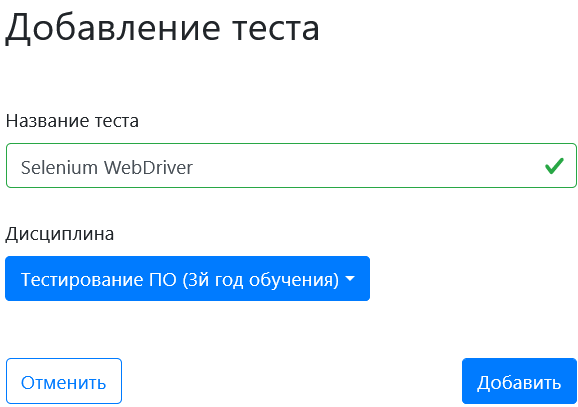 Добавление теста
Название теста
Selenium WebDriver
Дисциплина
Тестирование ПО (3й год обучения)
Отменить
Добавить